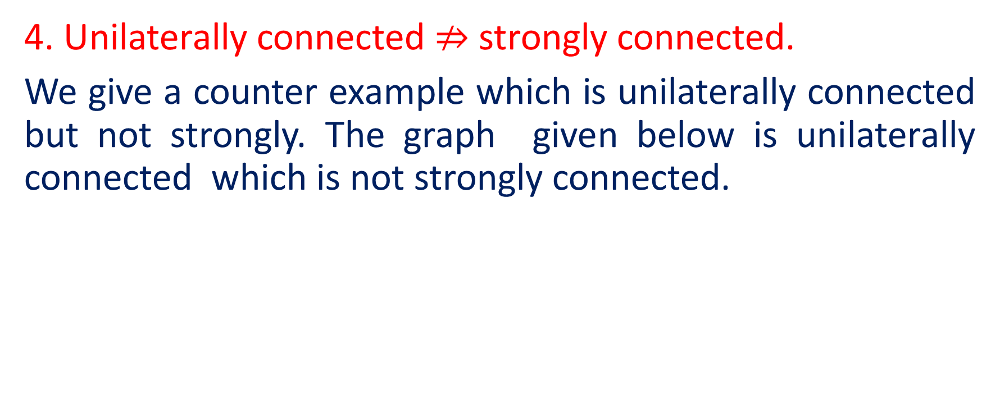 4. Unilaterally connected ⇏ strongly connected.
We give a counter example which is unilaterally connected
but not strongly. The graph given below is unilaterally
connected which is not strongly connected.